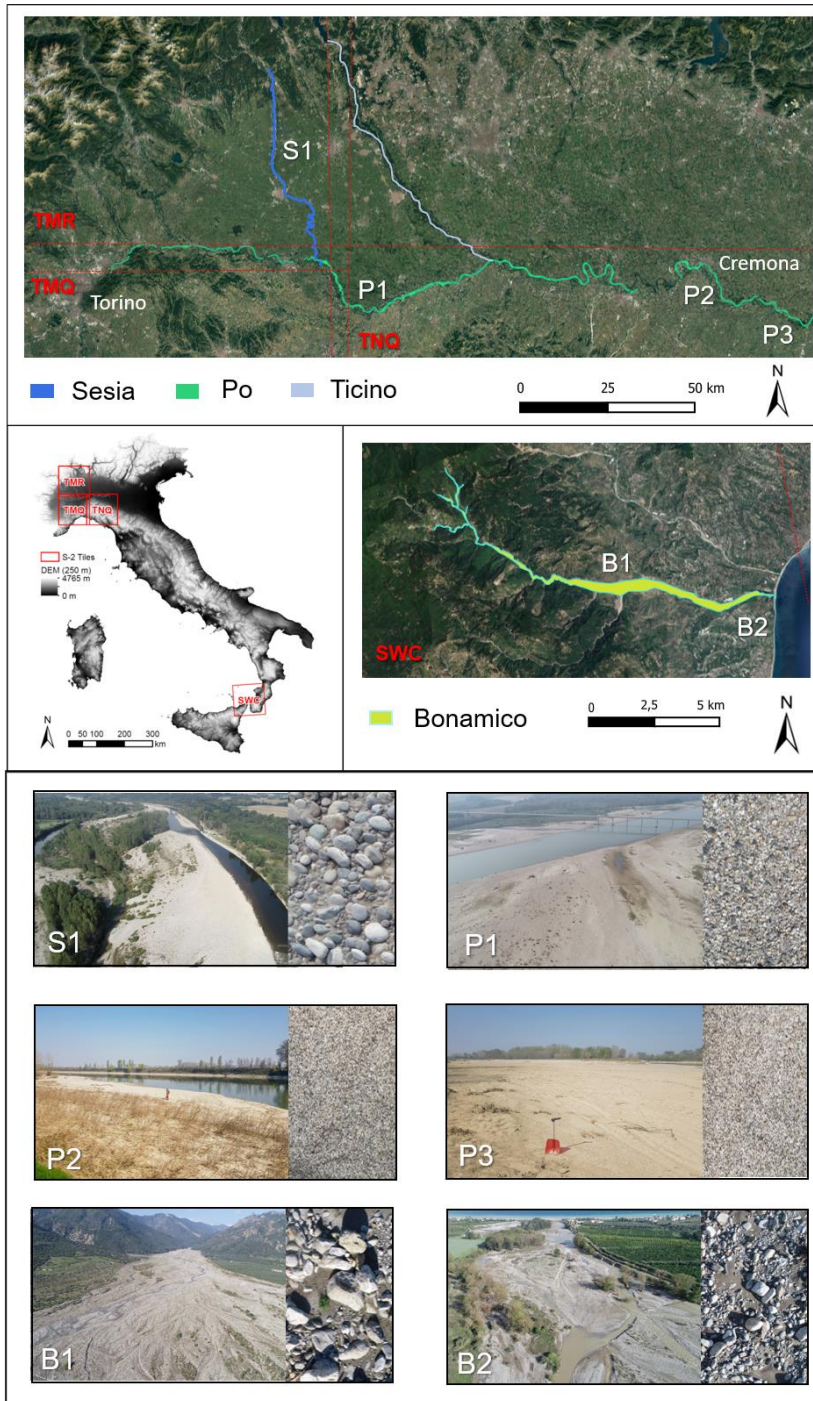 S1
TMR
Cremona
TMQ
Torino
P1
P2
TNQ
P3
Sesia
Po
Ticino
0 25 50 km
N
TMR
TMQ
TNQ
S-2 Tiles
DEM (250 m)
4765 m
0 m
SWC
N
0 50 100 200 300
km
B1
B2
SWC
Bonamico
0 2,5 5 km
N
S1
P1
P2
P3
B1
B2